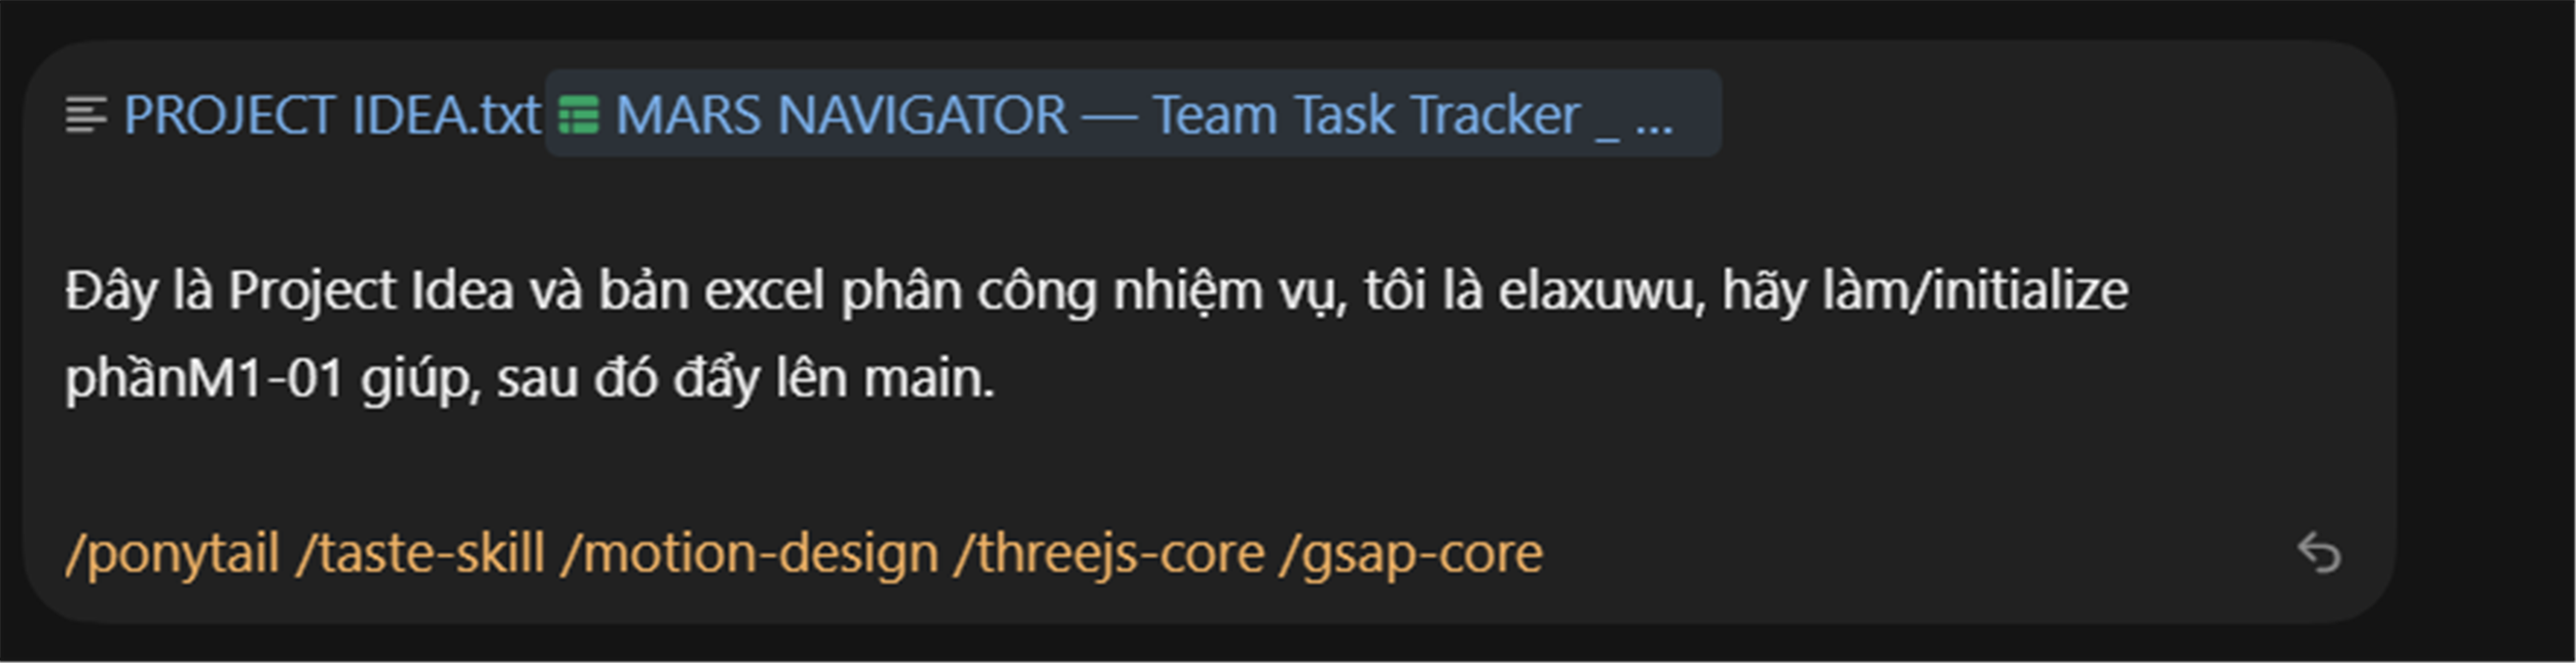 PROJECT IDEA.txt MARS NAVIGATOR — Team Task Tracker _ ...
Đây là Project Idea và bản excel phân công nhiệm vụ, tôi là elaxuwu, hãy làm/initialize
phầnM1-01 giúp, sau đó đẩy lên main.
/ponytail /taste-skill /motion-design /threejs-core /gsap-core